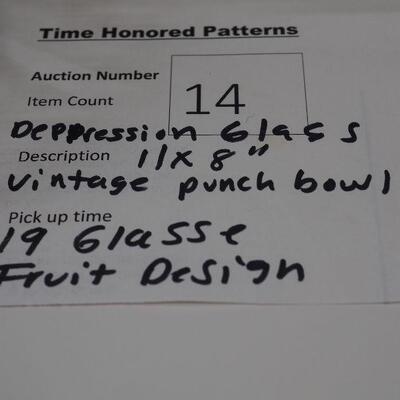 Time Honored Patterns
Auction Number
14
Item Count
Deppression Glass
Description 11x 8"
vintage punch bowl
Pick up time
19 Glasse
Fruit Design